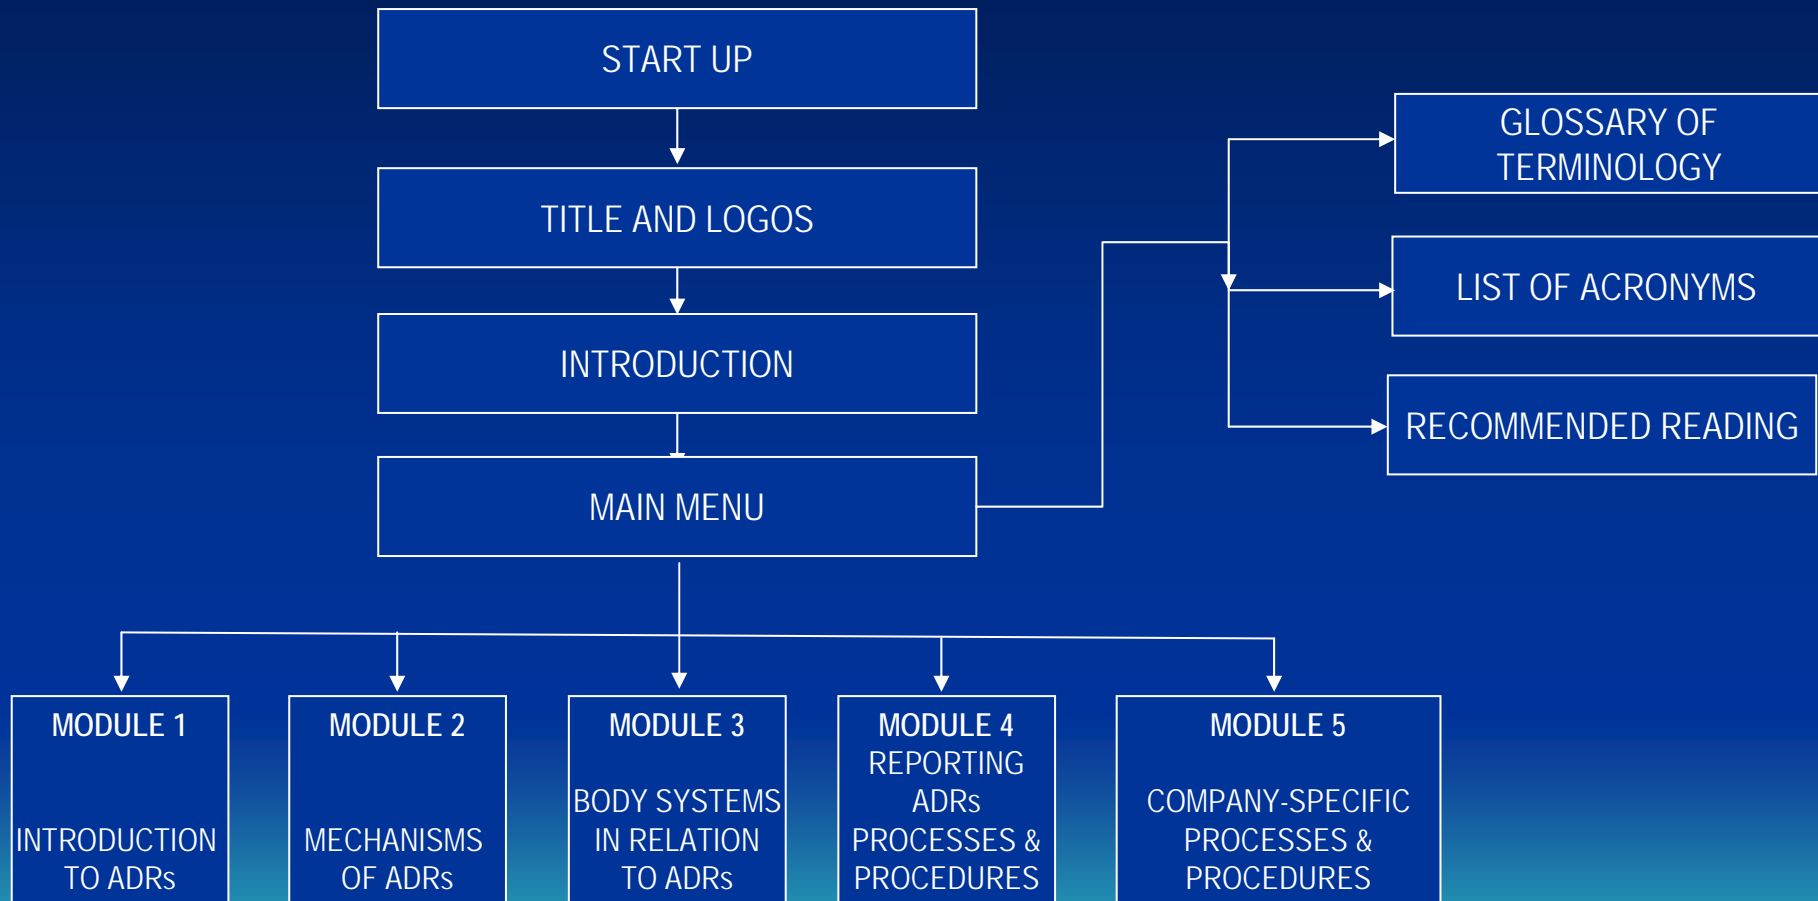 START UP
TITLE AND LOGOS
INTRODUCTION
MAIN MENU
GLOSSARY OF
TERMINOLOGY
LIST OF ACRONYMS
RECOMMENDED READING
MODULE 1
INTRODUCTION
TO ADRs
MODULE 2
MECHANISMS
OF ADRs
MODULE 3
BODY SYSTEMS
IN RELATION
TO ADRs
MODULE 4
REPORTING
ADRs
PROCESSES &
PROCEDURES
MODULE 5
COMPANY-SPECIFIC
PROCESSES &
PROCEDURES